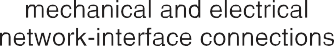 mechanical and electrical
network-interface connections.